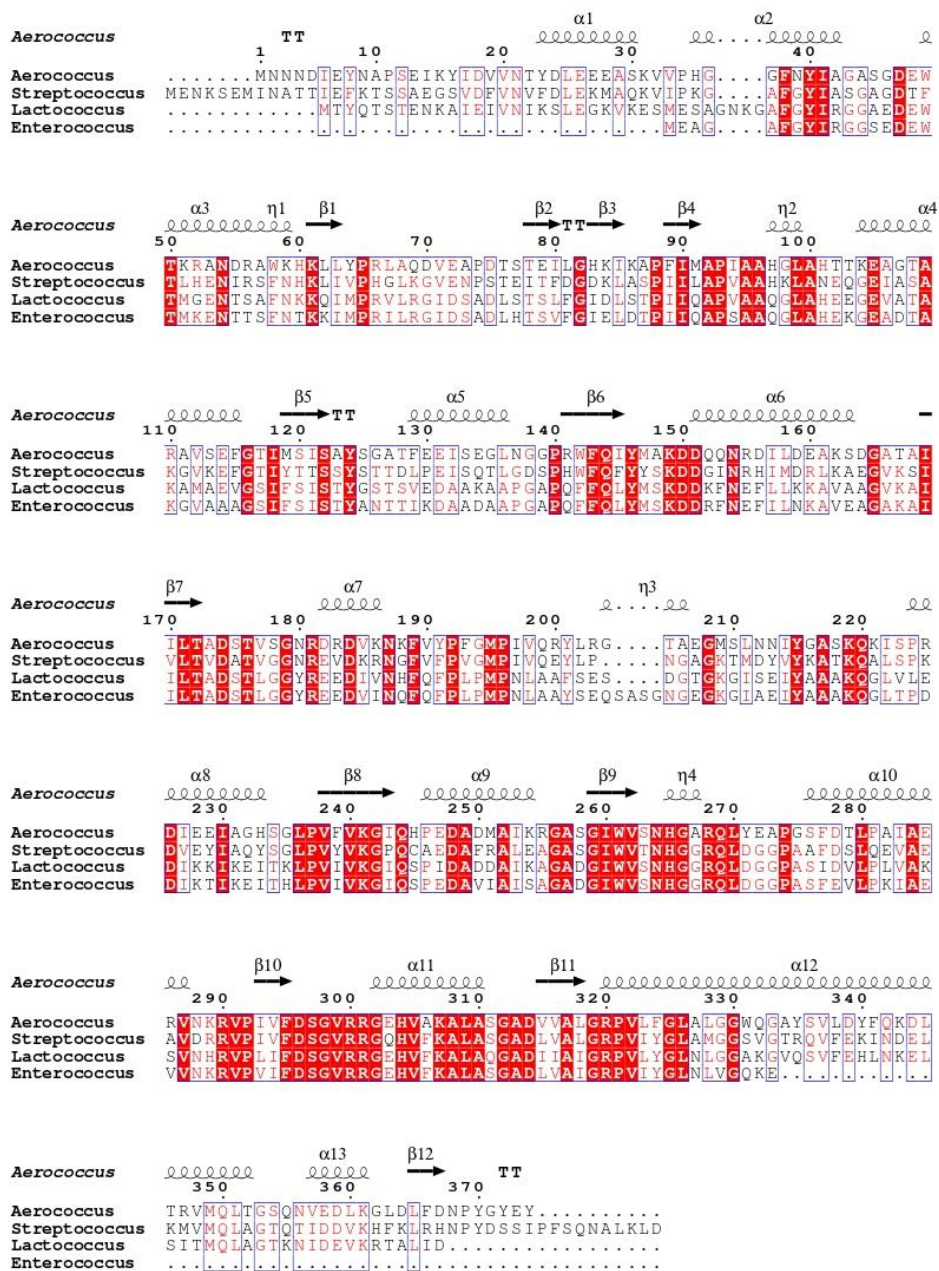 α1 α2
Aerococcus TT
1 10 20 30 40
Aerococcus .......MNNNDIEYNAPSEIKYIDVVNTYDLEEEASKVVPHG....GFNYIAGASGDEW
Streptococcus MENKSEMINATTIEFKTSSAEGSVDFVNVFDLEKMAQKVIPKG....AFGYIASGAGDTF
Lactococcus ..........MTYQTSTENKAIEIVNIKSLEGKVKESMESAGNKGAFGYIRGGAEDEW
Enterococcus .......................................MEAG....AFGYIRGGSEDEW
α3 η1 β1 β2 β3 β4 η2 α4
Aerococcus TT
50 60 70 80 90 100
Aerococcus TKRANDRAWKHKLLYPRLAQDVEAPDTSTEILGHKIKAPFIMAPIAAHGLAHTTKEAGTA
Streptococcus TLHENIRSFNHKLIVPHGLKGVENPSTEITFDGDKLASPIILAPVAAHKLANEQGEIASA
Lactococcus TMGENTSAFNKKQIMPRVLRGIDSADLSTSLFGIDLSTPIIQAPVAAQGLAHEEGEVATA
Enterococcus TMKENTTSFNTKKIMPRILRGIDSADLHTSVFGIELDTPIIQAPSAAQGLAHEKGEADTA
β5 α5 β6 α6
Aerococcus TT
110 120 130 140 150 160
Aerococcus RAVSEFGTIMSISAYSGATFEEISEGLNGGPRWFQIYMAKDDQQNRDILDEAKSDGATAI
Streptococcus KGVKEFGTIYTTSSYSTTDLPEISQTLGDSPHWFQFYYSKDDGINRHIMDRLKAEGVKSI
Lactococcus KAMAEVGSIFSISTYGSTSVEDAAKAAPGAPQFFQLYMSKDDKFNEFLLKKAVAAGVKAI
Enterococcus KGVAAAGSIFSISTYANTTIKDAADAAPGAPQFFQLYMSKDDRFNEFILNKAVEAGAKAI
β7 α7 η3
Aerococcus
170 180 190 200 210 220
Aerococcus ILTADSTVSGNRDRDVKNKFVYPFGMPIVQRYLRG....TAEGMSLNNIYGASKQKISPR
Streptococcus VLTVDATVGGNREVDKRNGFVFPVGMPIVQEYLP.....NGAGKTMDYVYKATKQALSPK
Lactococcus ILTADSTLGGYREEDIVNHFQFPLPMPNLAAFSES....DGTGKGISEIYAAAKQGLVLE
Enterococcus ILTADSTLGGYREEDVINQFQFPLPMPNLAAYSEQSASGNGEGKGIAEIYAAAKQGLTPD
α8 β8 α9 β9 η4 α10
Aerococcus
230 240 250 260 270 280
Aerococcus DIEEIAGHSGLPVFVKGIQHPEDADMAIKRGASGIWVSNHGARQLYEAPGSFDTLPAIAE
Streptococcus DVEYIAQYSGLPVYVKGPQCAEDAFRALEAGASGIWVTNHGGRQLDGGPAAFDSLQEVAE
Lactococcus DIKKIKEITKLPVIVKGIQSPIDADDAIKAGADGIWVSNHGGRQLDGGPASIDVLPLVAK
Enterococcus DIKTIKEITHLPVIVKGIQSPEDAVIAISAGADGIWVSNHGGRQLDGGPASFEVLPKIAE
β10 α11 β11 α12
Aerococcus
290 300 310 320 330 340
Aerococcus RVNKRVPIVFDSGVRRGEHVAKALASGADVVALGRPVLFGLALGGWQGAYSVLDYFQKDL
Streptococcus AVDRRVPIVFDSGVRRGQHVFKALASGADLVALGRPVLYGLAMGGSVGTRQVFEKINDEL
Lactococcus SVNHRVPLIFDSGVRRGEHVFKALAQGADIIAIGRPVLYGLNLGGAKGVQSVFEHLNKEL
Enterococcus VVNKRVPVIFDSGVRRGEHVFKALASGADLVAIGRPVIYGLNLVGQKE............
α13 β12
Aerococcus TT
350 360 370
Aerococcus TRVMQLTGSQNVEDLKGLDLFDNPYGYEY..........
Streptococcus KMVMQLAGTQTIDDVKHFKLRHNPYDSSIPFSQNALKLD
Lactococcus SITMQLAGTKNIDEVKRTALID.................
Enterococcus .......................................